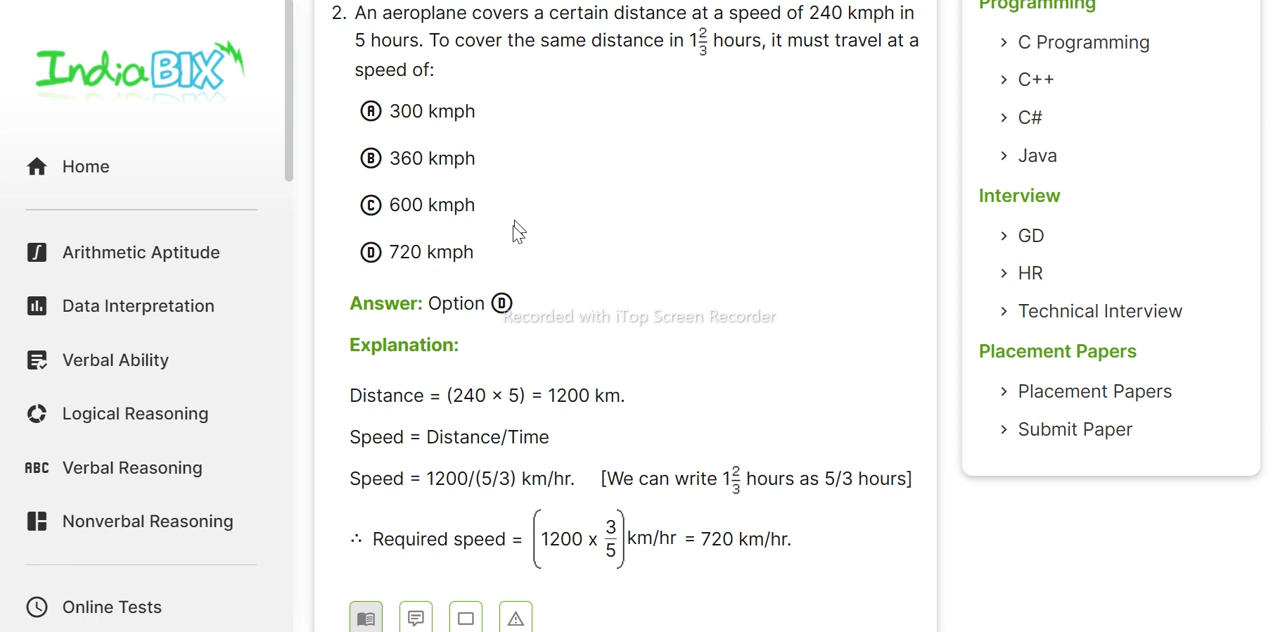 IndiaBIX
Home
Arithmetic Aptitude
Data Interpretation
Verbal Ability
Logical Reasoning
ABC Verbal Reasoning
Nonverbal Reasoning
Online Tests
2. An aeroplane covers a certain distance at a speed of 240 kmph in
5 hours. To cover the same distance in 1 2/3 hours, it must travel at a
speed of:
A 300 kmph
B 360 kmph
C 600 kmph
D 720 kmph
Answer: Option D
Recorded with iTop Screen Recorder
Explanation:
Distance = (240 × 5) = 1200 km.
Speed = Distance/Time
Speed = 1200/(5/3) km/hr. [We can write 1 2/3 hours as 5/3 hours]
∴ Required speed = (1200 x 3/5) km/hr = 720 km/hr.
Programming
› C Programming
› C++
› C#
› Java
Interview
› GD
› HR
› Technical Interview
Placement Papers
› Placement Papers
› Submit Paper